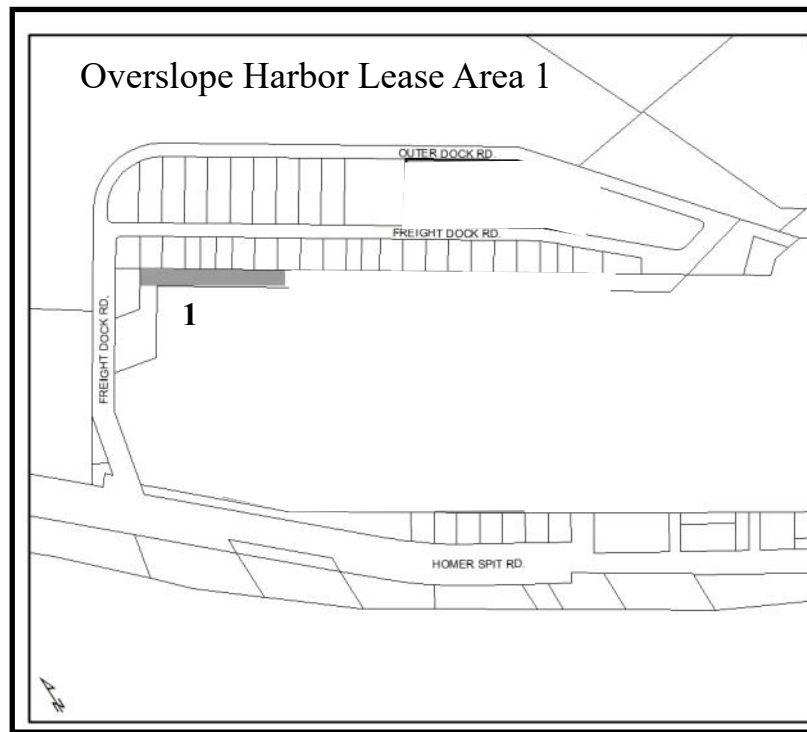 Overslope Harbor Lease Area 1
OUTER DOCK RD.
FREIGHT DOCK RD.
1
FREIGHT DOCK RD.
HOMER SPIT RD.
N